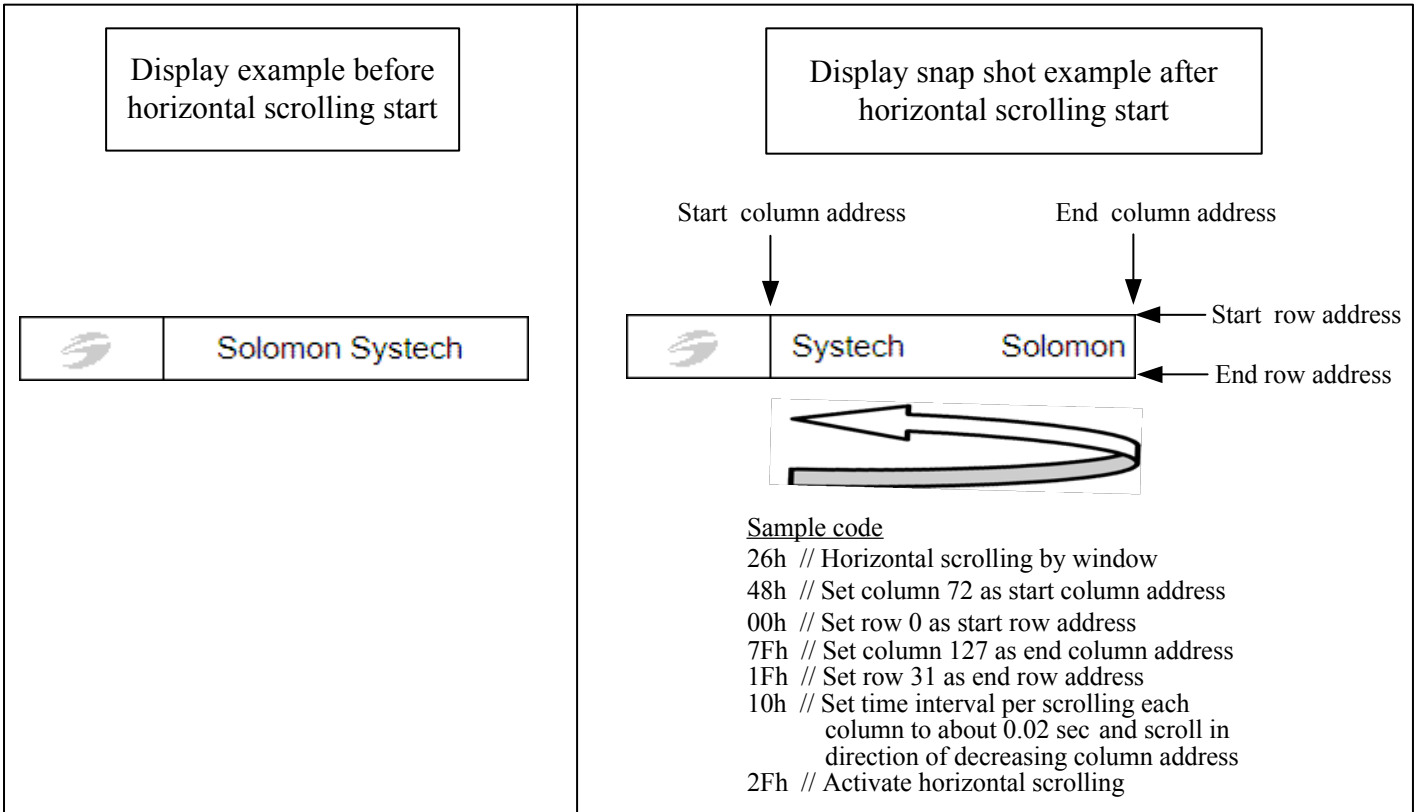 Display example before
horizontal scrolling start
Solomon Systech
Display snap shot example after
horizontal scrolling start
Start column address
End column address
Start row address
Systech Solomon
End row address
Sample code
26h // Horizontal scrolling by window
48h // Set column 72 as start column address
00h // Set row 0 as start row address
7Fh // Set column 127 as end column address
1Fh // Set row 31 as end row address
10h // Set time interval per scrolling each
column to about 0.02 sec and scroll in
direction of decreasing column address
2Fh // Activate horizontal scrolling